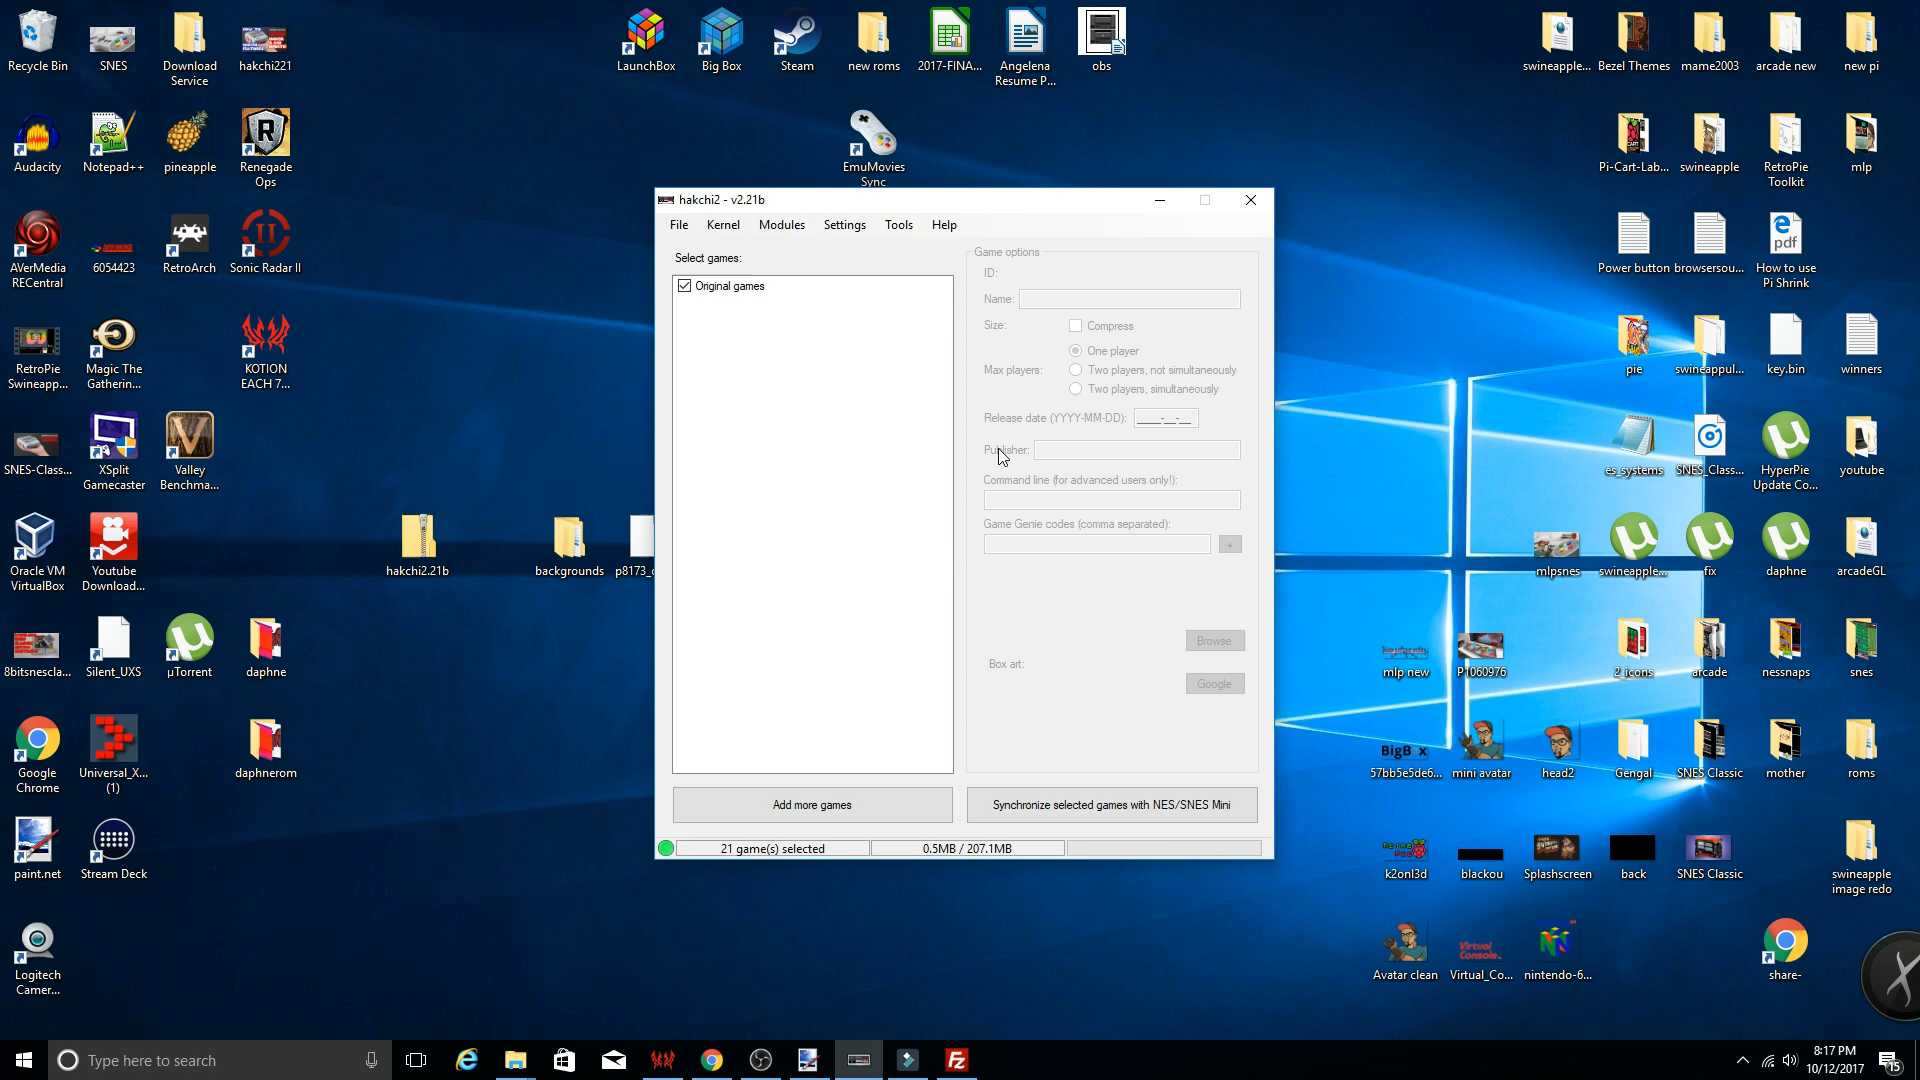 Recycle Bin
SNES
Download
Service
hakchi221
LaunchBox
Big Box
Steam
new roms
2017-FINA...
Angelena
Resume P...
obs
swineapple...
Bezel Themes
mame2003
arcade new
new pi
Audacity
Notepad++
pineapple
Renegade
Ops
EmuMovies
Sync
Pi-Cart-Lab...
swineapple
RetroPie
Toolkit
mlp
AVerMedia
RECentral
6054423
RetroArch
Sonic Radar II
Power button
browsersou...
How to use
Pi Shrink
RetroPie
Swineapp...
Magic The
Gatherin...
KOTION
EACH 7...
pie
swineappul...
key.bin
winners
SNES-Class...
XSplit
Gamecaster
Valley
Benchma...
es_systems
SNES_Class...
HyperPie
Update Co...
youtube
Oracle VM
VirtualBox
Youtube
Download...
hakchi2.21b
backgrounds
p8173_
mlpsnes
swineapple...
fix
daphne
arcadeGL
8bitsnescla...
Silent_UXS
µTorrent
daphne
mlp new
P1060976
2_icons
arcade
nessnaps
snes
Google
Chrome
Universal_X...
(1)
daphnerom
57bb5e5de6...
mini avatar
head2
Gengal
SNES Classic
mother
roms
paint.net
Stream Deck
k2onl3d
blackou
Splashscreen
back
SNES Classic
swineapple
image redo
Logitech
Camer...
Avatar clean
Virtual_Co...
nintendo-6...
share-
hakchi2 - v2.21b
File Kernel Modules Settings Tools Help
Select games:
Original games
Game options
ID:
Name:
Size:
Compress
Max players:
One player
Two players, not simultaneously
Two players, simultaneously
Release date (YYYY-MM-DD):
____-__-__
Publisher:
Command line (for advanced users only!):
Game Genie codes (comma separated):
+
Browse
Box art:
Google
Add more games
Synchronize selected games with NES/SNES Mini
21 game(s) selected
0.5MB / 207.1MB
Type here to search
8:17 PM
10/12/2017
15